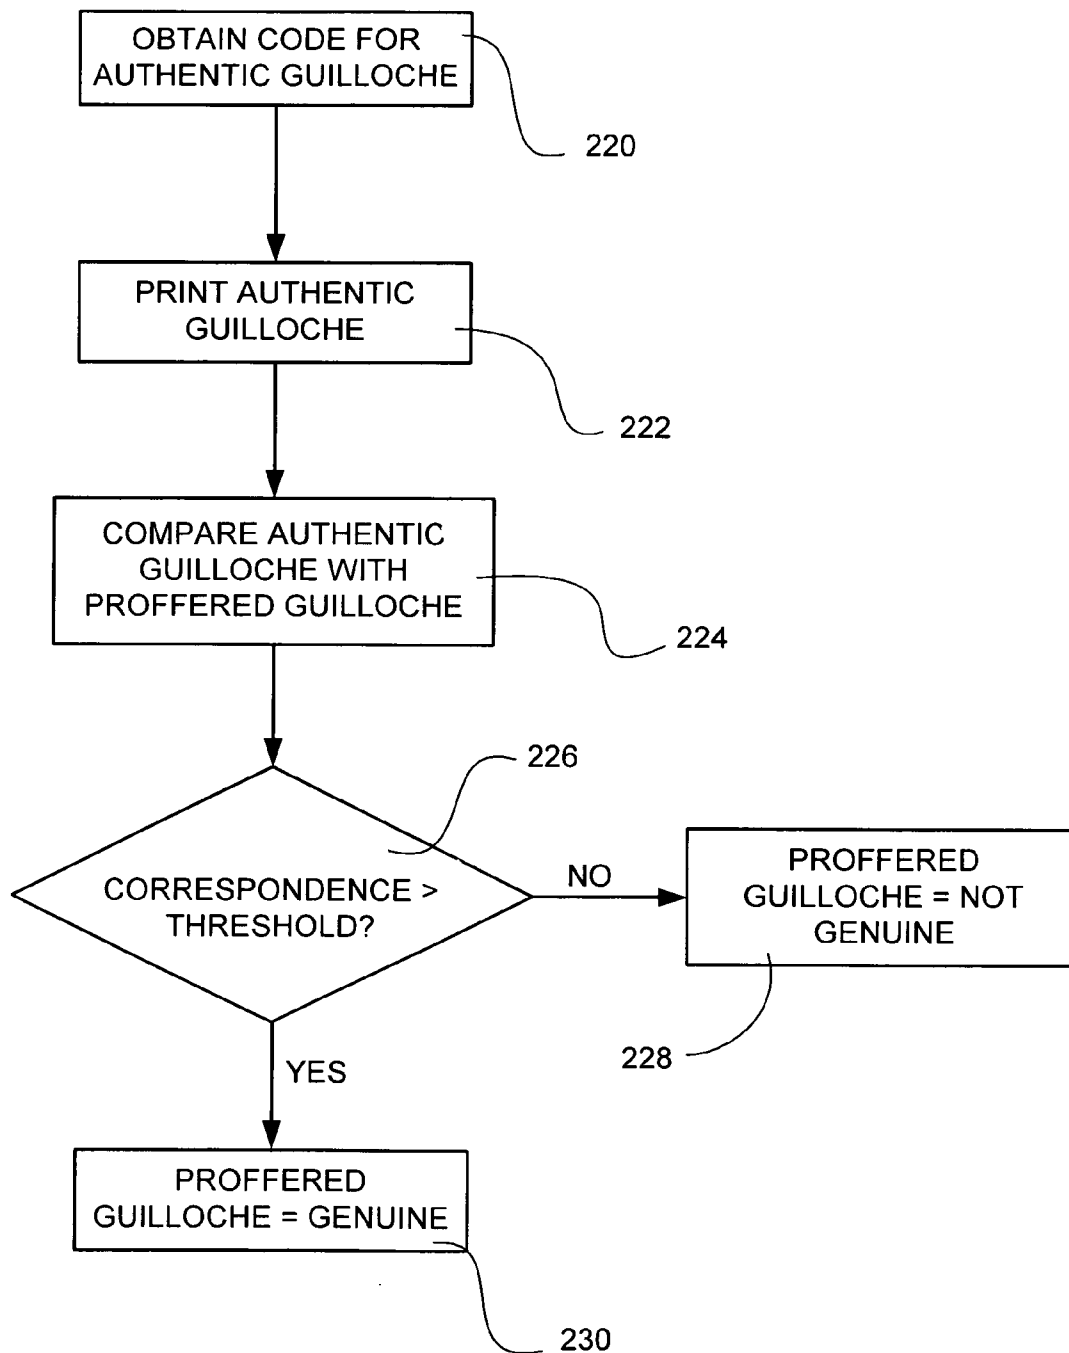 OBTAIN CODE FOR
AUTHENTIC GUILLOCHE
220
PRINT AUTHENTIC
GUILLOCHE
222
COMPARE AUTHENTIC
GUILLOCHE WITH
PROFFERED GUILLOCHE
224
226
CORRESPONDENCE >
THRESHOLD?
NO
PROFFERED
GUILLOCHE = NOT
GENUINE
228
YES
PROFFERED
GUILLOCHE = GENUINE
230